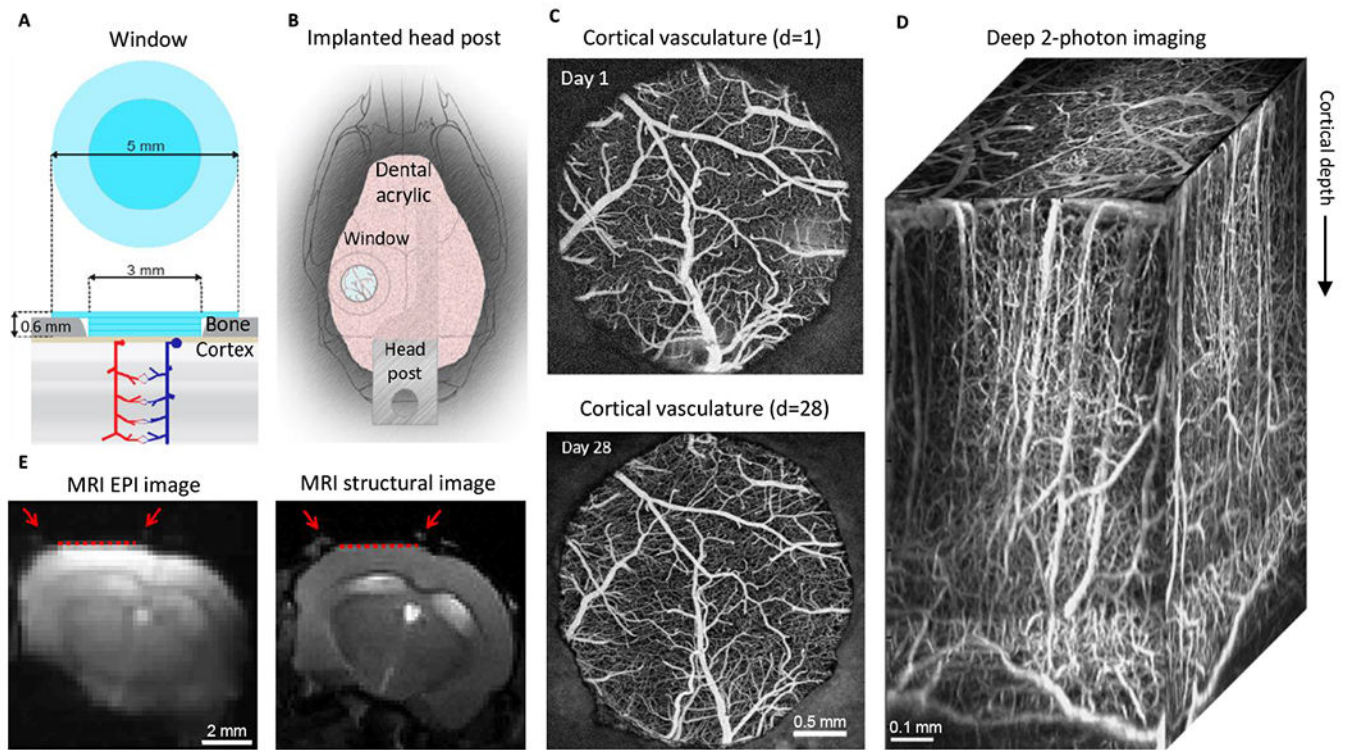 A
Window
5 mm
3 mm
0.6 mm
Bone
Cortex
B
Implanted head post
Dental
acrylic
Window
Head
post
C
Cortical vasculature (d=1)
Day 1
Cortical vasculature (d=28)
Day 28
0.5 mm
D
Deep 2-photon imaging
Cortical depth
0.1 mm
E
MRI EPI image
2 mm
MRI structural image